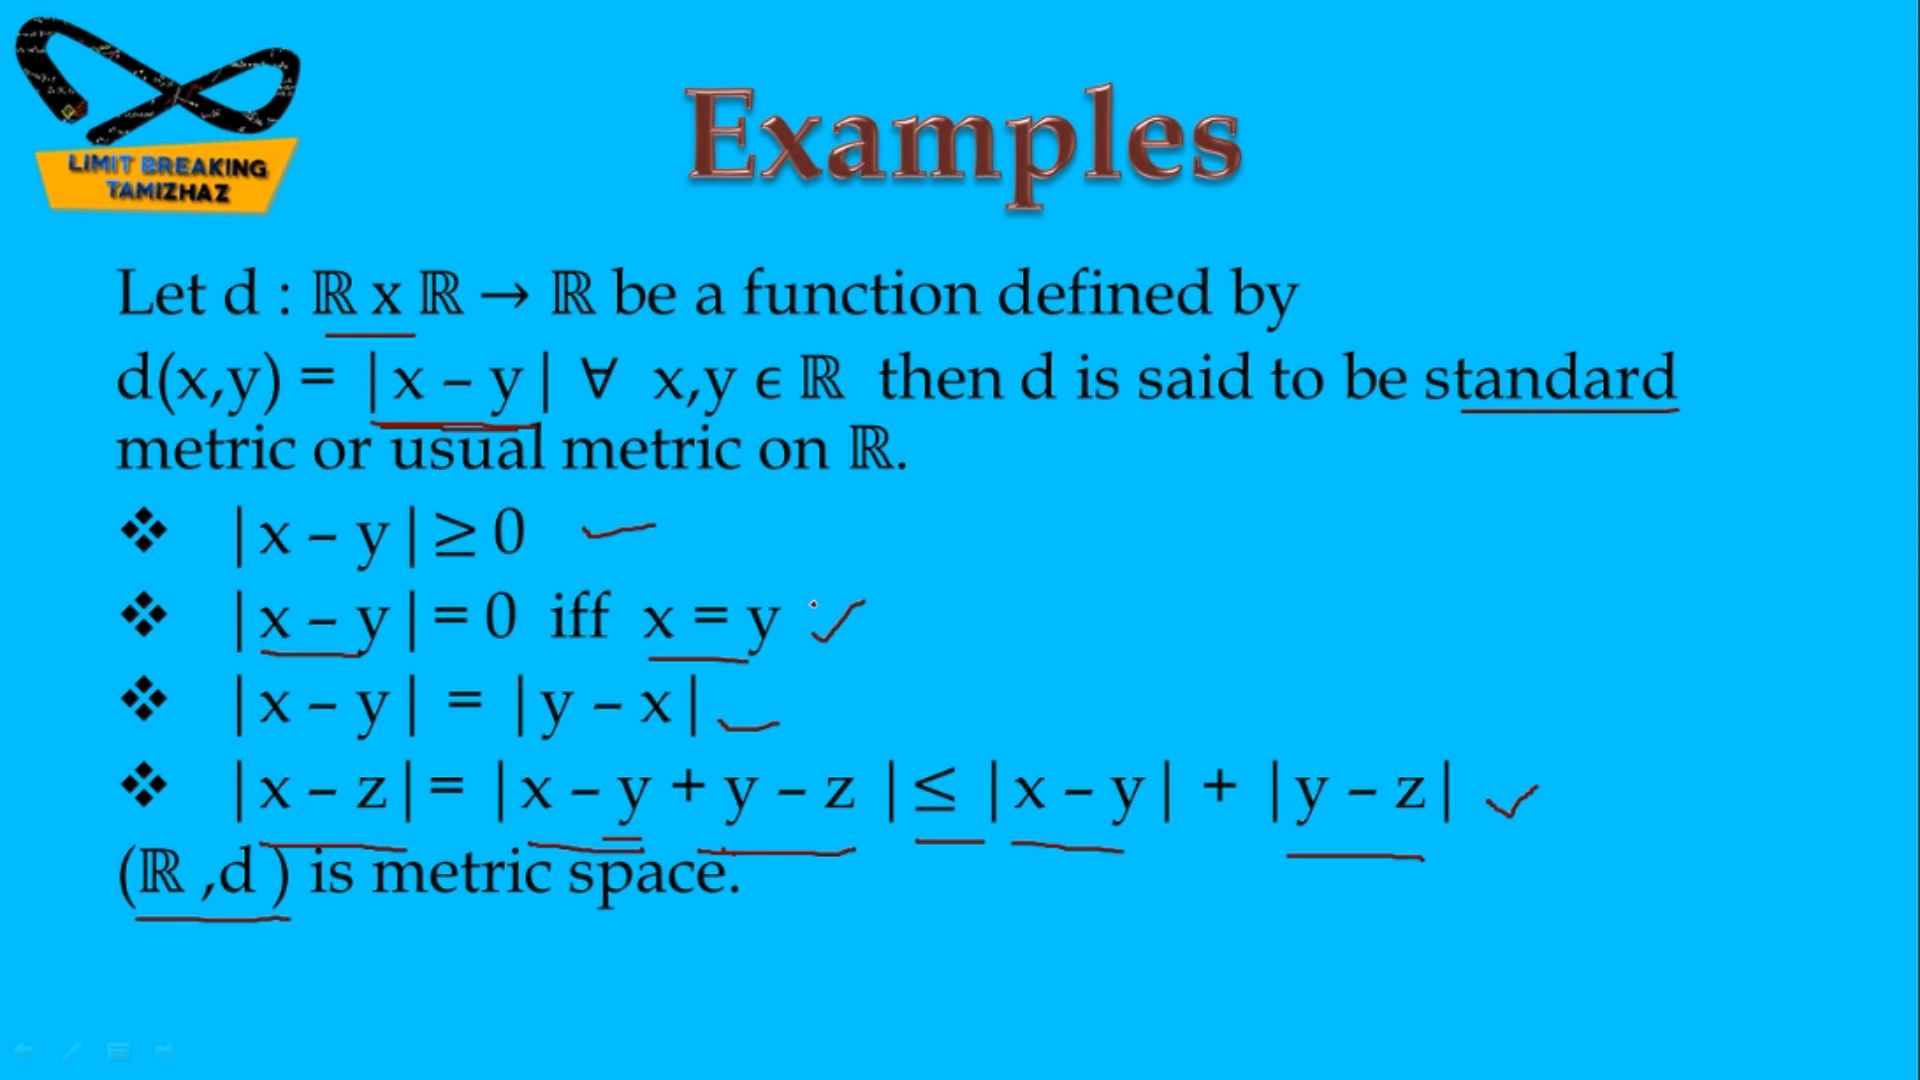 LIMIT BREAKING
TAMIZHAZ
Examples
Let d : ℝ x ℝ → ℝ be a function defined by
d(x,y) = |x – y| ∀ x,y ϵ ℝ then d is said to be standard
metric or usual metric on ℝ.
❖ |x – y| ≥ 0
❖ |x – y| = 0 iff x = y
❖ |x – y| = |y – x|
❖ |x – z| = |x – y + y – z | ≤ |x – y| + |y – z|
(ℝ ,d ) is metric space.